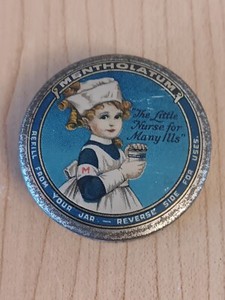 MENTHOLATUM
"The Little
Nurse for
Many Ills"
M
REFILL FROM YOUR JAR — REVERSE SIDE FOR USES